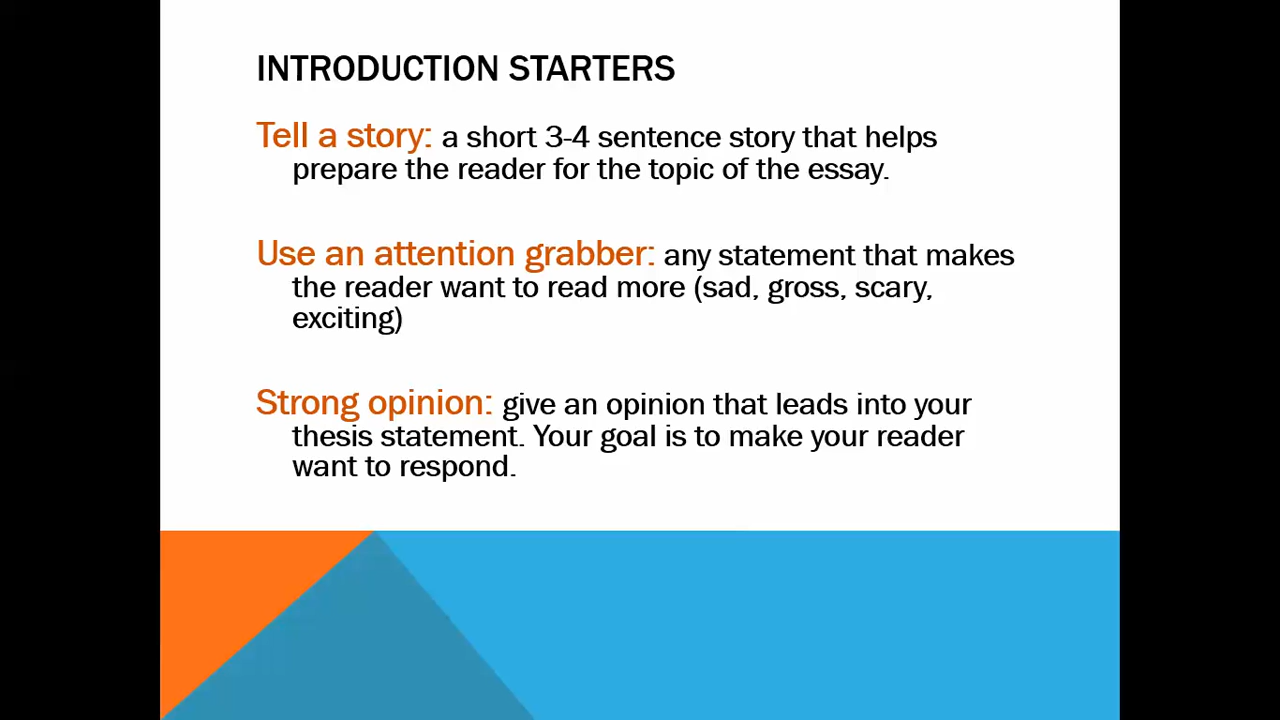 INTRODUCTION STARTERS
Tell a story: a short 3-4 sentence story that helps
prepare the reader for the topic of the essay.
Use an attention grabber: any statement that makes
the reader want to read more (sad, gross, scary,
exciting)
Strong opinion: give an opinion that leads into your
thesis statement. Your goal is to make your reader
want to respond.